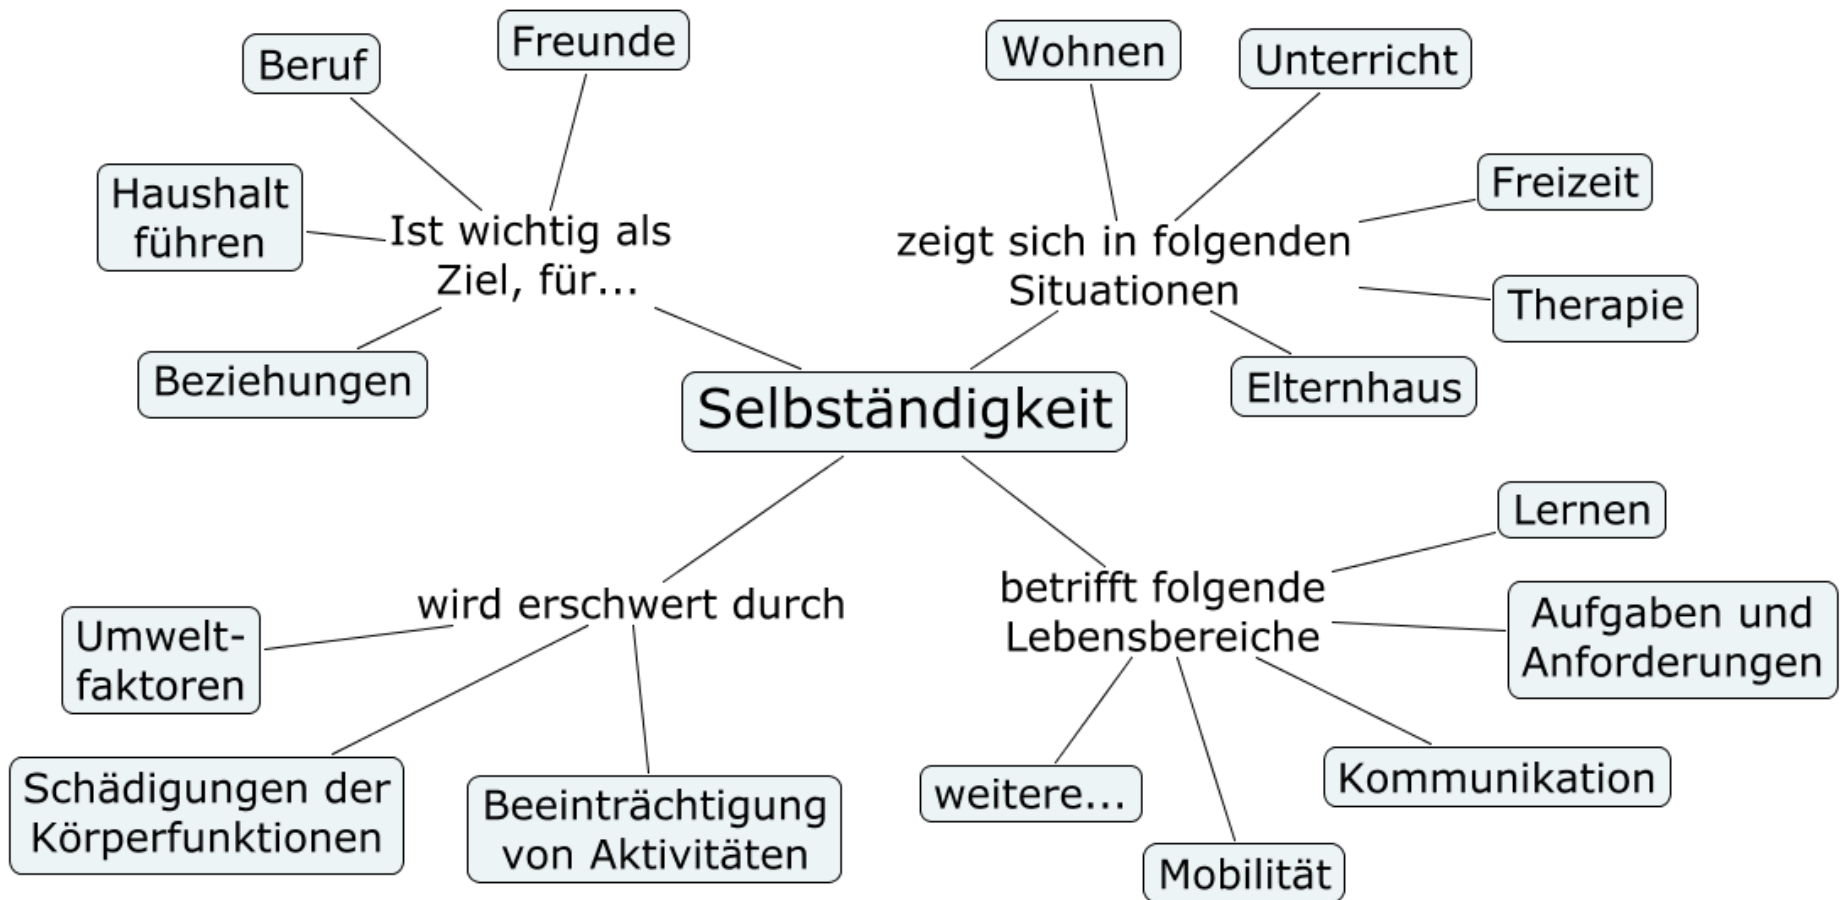 Beruf
Freunde
Haushalt
führen
Ist wichtig als
Ziel, für...
Beziehungen
Wohnen
Unterricht
Freizeit
zeigt sich in folgenden
Situationen
Therapie
Elternhaus
Selbständigkeit
wird erschwert durch
Umwelt-
faktoren
Schädigungen der
Körperfunktionen
Beeinträchtigung
von Aktivitäten
betrifft folgende
Lebensbereiche
Lernen
Aufgaben und
Anforderungen
Kommunikation
weitere...
Mobilität